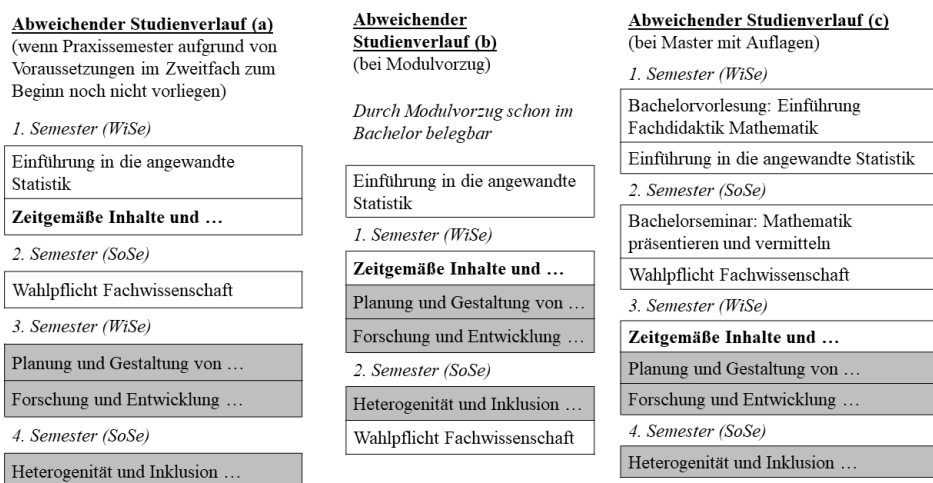 Abweichender Studienverlauf (a)
(wenn Praxissemester aufgrund von
Voraussetzungen im Zweitfach zum
Beginn noch nicht vorliegen)
1. Semester (WiSe)
Einführung in die angewandte
Statistik
Zeitgemäße Inhalte und …
2. Semester (SoSe)
Wahlpflicht Fachwissenschaft
3. Semester (WiSe)
Planung und Gestaltung von …
Forschung und Entwicklung …
4. Semester (SoSe)
Heterogenität und Inklusion …
Abweichender
Studienverlauf (b)
(bei Modulvorzug)
Durch Modulvorzug schon im
Bachelor belegbar
Einführung in die angewandte
Statistik
1. Semester (WiSe)
Zeitgemäße Inhalte und …
Planung und Gestaltung von …
Forschung und Entwicklung …
2. Semester (SoSe)
Heterogenität und Inklusion …
Wahlpflicht Fachwissenschaft
Abweichender Studienverlauf (c)
(bei Master mit Auflagen)
1. Semester (WiSe)
Bachelorvorlesung: Einführung
Fachdidaktik Mathematik
Einführung in die angewandte Statistik
2. Semester (SoSe)
Bachelorseminar: Mathematik
präsentieren und vermitteln
Wahlpflicht Fachwissenschaft
3. Semester (WiSe)
Zeitgemäße Inhalte und …
Planung und Gestaltung von …
Forschung und Entwicklung …
4. Semester (SoSe)
Heterogenität und Inklusion …